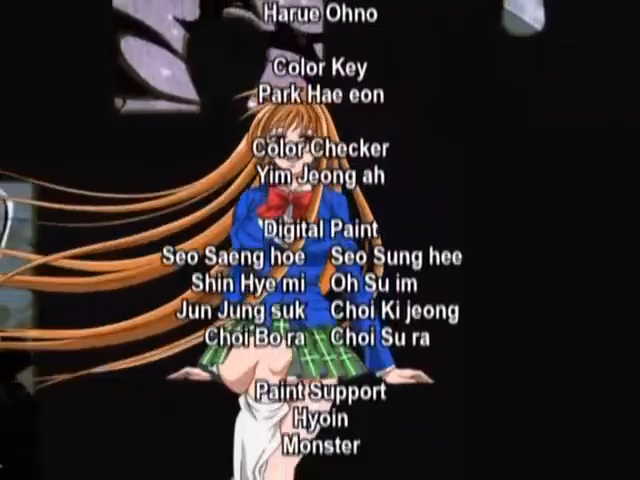 Harue Ohno
Color Key
Park Hae eon
Color Checker
Yim Jeong ah
Digital Paint
Seo Saeng hoe Seo Sung hee
Shin Hye mi Oh Su im
Jun Jung suk Choi Ki jeong
Choi Bo ra Choi Su ra
Paint Support
Hyoin
Monster